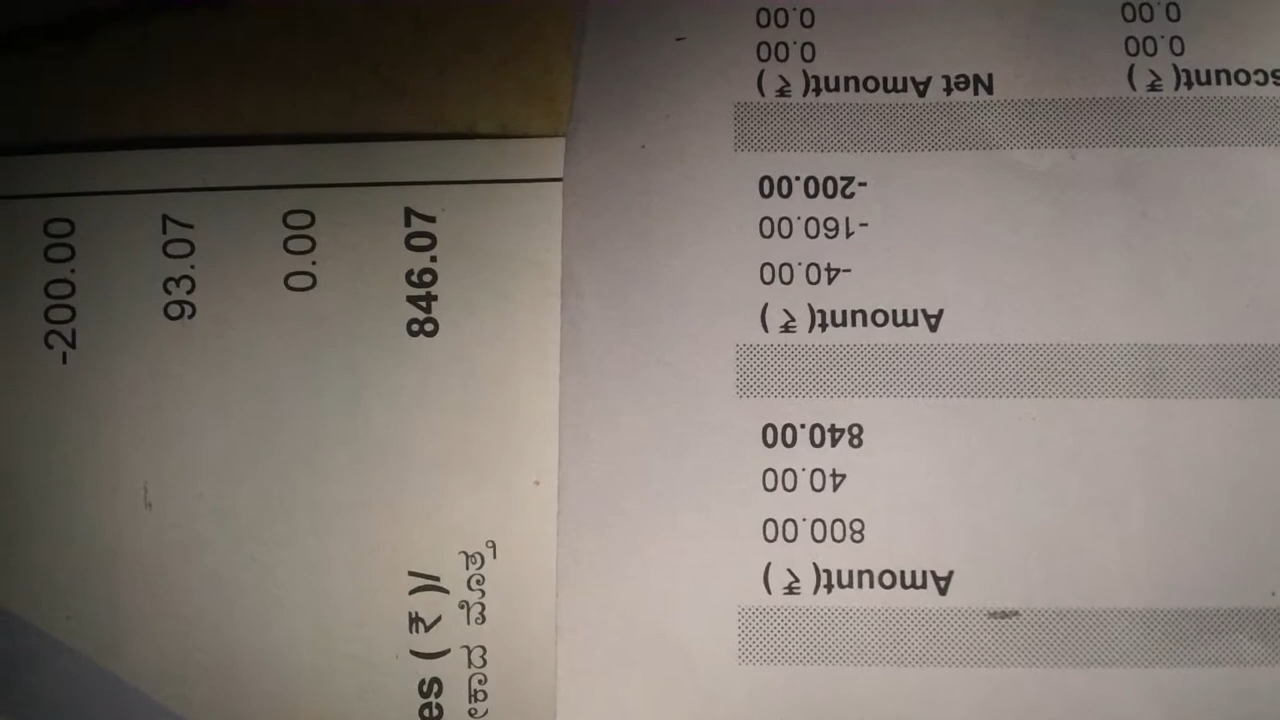 -200.00
93.07
0.00
846.07
es ( ₹ )/
ಮೊತ್ತ
Amount( ₹ )
800.00
40.00
840.00
Amount( ₹ )
-40.00
-160.00
-200.00
scount( ₹ ) Net Amount( ₹ )
0.00 0.00
0.00 0.00